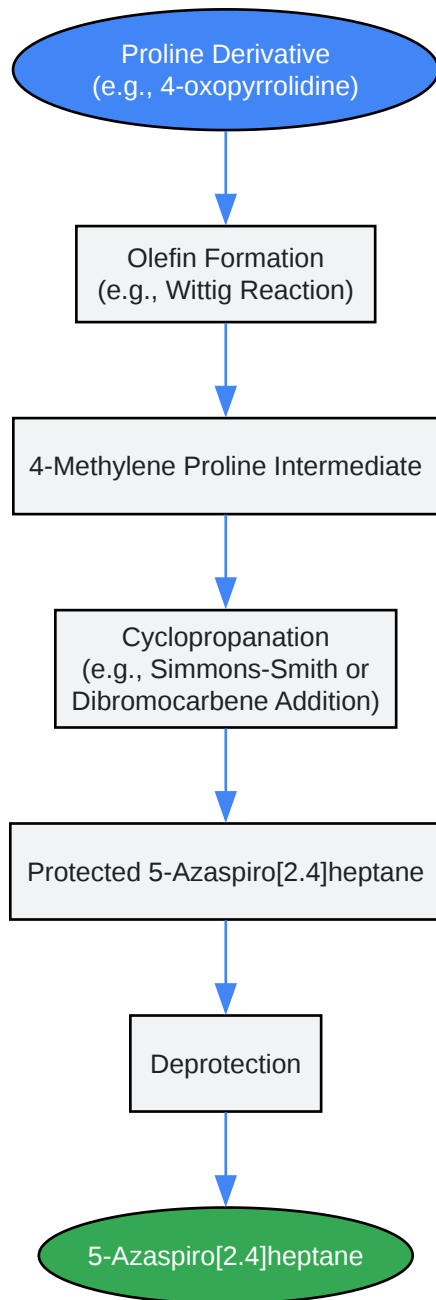 Proline Derivative
(e.g., 4-oxopyrrolidine)
Olefin Formation
(e.g., Wittig Reaction)
4-Methylene Proline Intermediate
Cyclopropanation
(e.g., Simmons-Smith or
Dibromocarbene Addition)
Protected 5-Azaspiro[2.4]heptane
Deprotection
5-Azaspiro[2.4]heptane